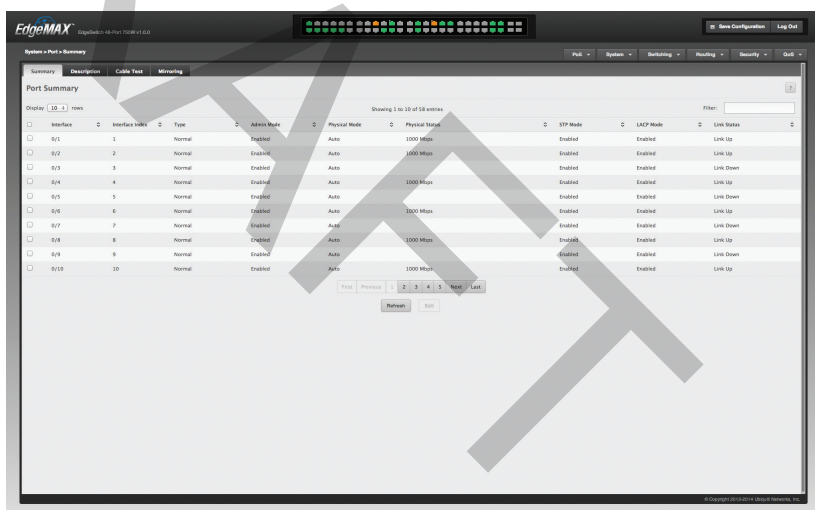 EdgeMAX™ EdgeSwitch 48-Port 750W v1.0.0
Save Configuration Log Out
System > Port > Summary
PoE System Switching Routing Security QoS
Summary Description Cable Test Mirroring
Port Summary ?
Display 10 rows Showing 1 to 10 of 58 entries Filter:
Interface Interface Index Type Admin Mode Physical Mode Physical Status STP Mode LACP Mode Link Status
0/1 1 Normal Enabled Auto 1000 Mbps Enabled Enabled Link Up
0/2 2 Normal Enabled Auto 1000 Mbps Enabled Enabled Link Up
0/3 3 Normal Enabled Auto Enabled Enabled Link Down
0/4 4 Normal Enabled Auto 1000 Mbps Enabled Enabled Link Up
0/5 5 Normal Enabled Auto Enabled Enabled Link Down
0/6 6 Normal Enabled Auto 1000 Mbps Enabled Enabled Link Up
0/7 7 Normal Enabled Auto Enabled Enabled Link Down
0/8 8 Normal Enabled Auto 1000 Mbps Enabled Enabled Link Up
0/9 9 Normal Enabled Auto Enabled Enabled Link Down
0/10 10 Normal Enabled Auto 1000 Mbps Enabled Enabled Link Up
First Previous 1 2 3 4 5 Next Last
Refresh Edit
© Copyright 2010-2014 Ubiquiti Networks, Inc.